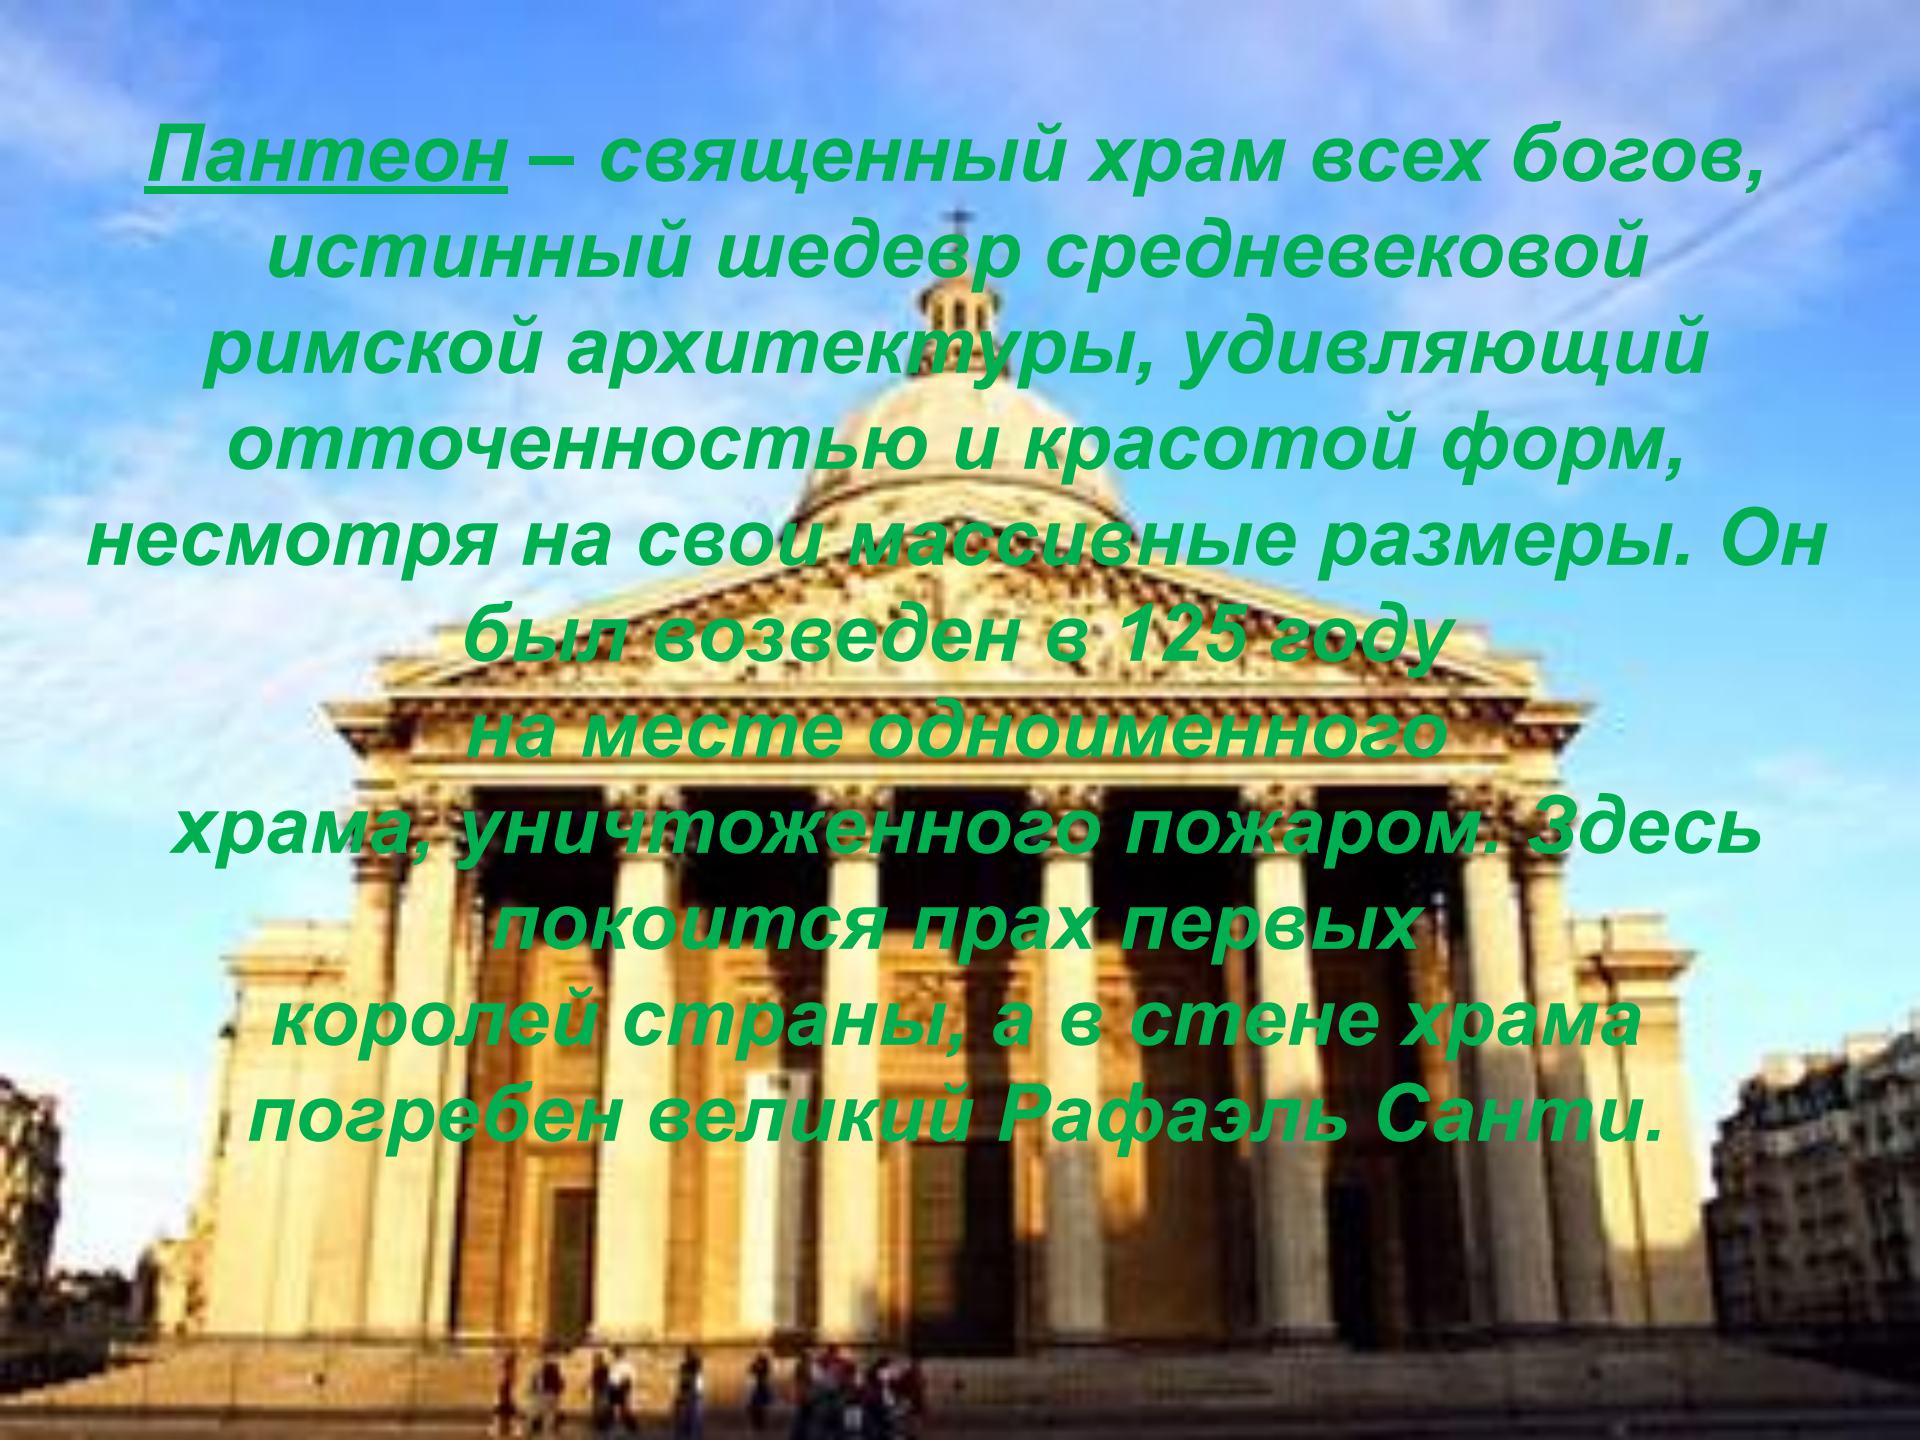 Пантеон – священный храм всех богов,
истинный шедевр средневековой
римской архитектуры, удивляющий
отточенностью и красотой форм,
несмотря на свои массивные размеры. Он
был возведен в 125 году
на месте одноименного
храма, уничтоженного пожаром. Здесь
покоится прах первых
королей страны, а в стене храма
погребен великий Рафаэль Санти.